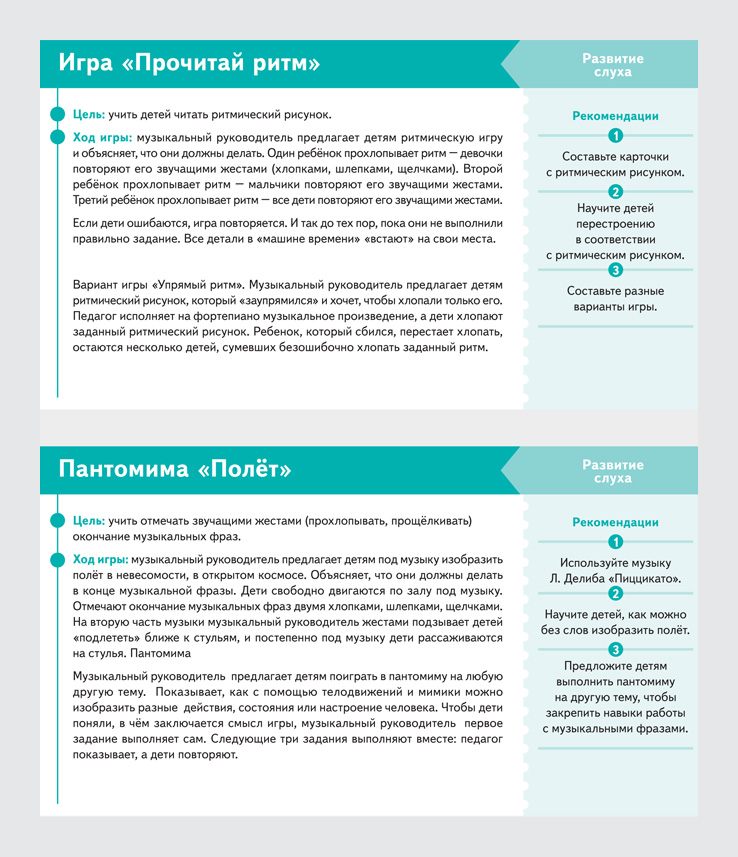 Игра «Прочитай ритм»
Развитие
слуха
Цель: учить детей читать ритмический рисунок.
Ход игры: музыкальный руководитель предлагает детям ритмическую игру
и объясняет, что они должны делать. Один ребёнок прохлопывает ритм — девочки
повторяют его звучащими жестами (хлопками, шлепками, щелчками). Второй
ребёнок прохлопывает ритм — мальчики повторяют его звучащими жестами.
Третий ребёнок прохлопывает ритм — все дети повторяют его звучащими жестами.
Если дети ошибаются, игра повторяется. И так до тех пор, пока они не выполнили
правильно задание. Все детали в «машине времени» «встают» на свои места.
Вариант игры «Упрямый ритм». Музыкальный руководитель предлагает детям
ритмический рисунок, который «заупрямился» и хочет, чтобы хлопали только его.
Педагог исполняет на фортепиано музыкальное произведение, а дети хлопают
заданный ритмический рисунок. Ребенок, который сбился, перестает хлопать,
остаются несколько детей, сумевших безошибочно хлопать заданный ритм.
Рекомендации
1
Составьте карточки
с ритмическим рисунком.
2
Научите детей
перестроению
в соответствии
с ритмическим рисунком.
3
Составьте разные
варианты игры.
Пантомима «Полёт»
Развитие
слуха
Цель: учить отмечать звучащими жестами (прохлопывать, прощёлкивать)
окончание музыкальных фраз.
Ход игры: музыкальный руководитель предлагает детям под музыку изобразить
полёт в невесомости, в открытом космосе. Объясняет, что они должны делать
в конце музыкальной фразы. Дети свободно двигаются по залу под музыку.
Отмечают окончание музыкальных фраз двумя хлопками, шлепками, щелчками.
На вторую часть музыки музыкальный руководитель жестами подзывает детей
«подлететь» ближе к стульям, и постепенно под музыку дети рассаживаются
на стулья. Пантомима
Музыкальный руководитель предлагает детям поиграть в пантомиму на любую
другую тему. Показывает, как с помощью телодвижений и мимики можно
изобразить разные действия, состояния или настроение человека. Чтобы дети
поняли, в чём заключается смысл игры, музыкальный руководитель первое
задание выполняет сам. Следующие три задания выполняют вместе: педагог
показывает, а дети повторяют.
Рекомендации
1
Используйте музыку
Л. Делиба «Пиццикато».
2
Научите детей, как можно
без слов изобразить полёт.
3
Предложите детям
выполнить пантомиму
на другую тему, чтобы
закрепить навыки работы
с музыкальными фразами.